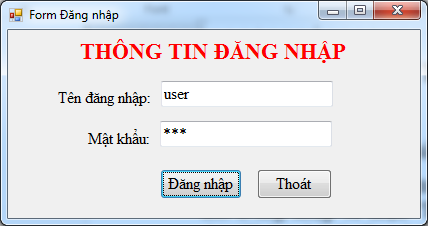 Form Đăng nhập
THÔNG TIN ĐĂNG NHẬP
Tên đăng nhập: user
Mật khẩu: ***
Đăng nhập Thoát